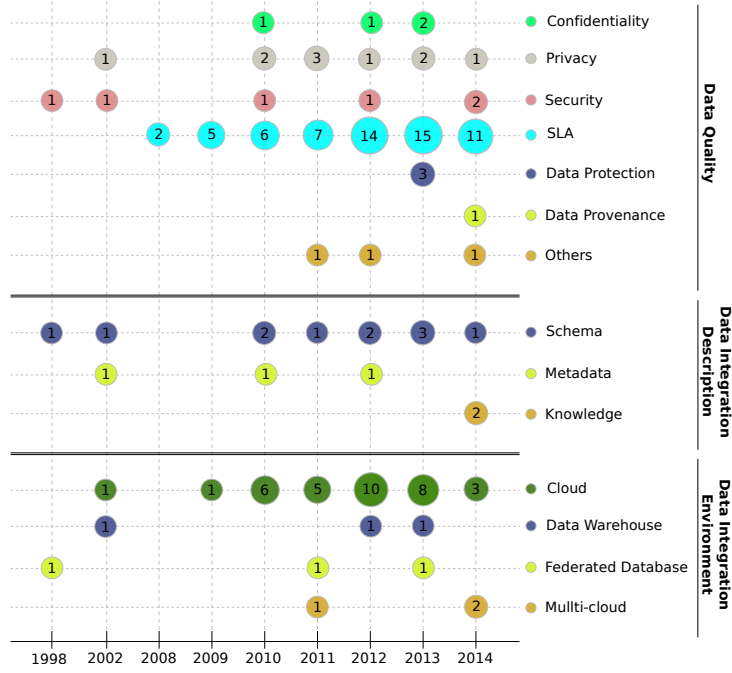 1 1 2 Confidentiality
1 2 3 1 2 1 Privacy
1 1 1 1 2 Security
2 5 6 7 14 15 11 SLA
3 Data Protection
1 Data Provenance
1 1 1 Others
Data Quality
1 1 2 1 2 3 1 Schema
1 1 1 Metadata
2 Knowledge
Data Integration
Description
1 1 6 5 10 8 3 Cloud
1 1 1 Data Warehouse
1 1 1 Federated Database
1 2 Mullti-cloud
Data Integration
Environment
1998 2002 2008 2009 2010 2011 2012 2013 2014